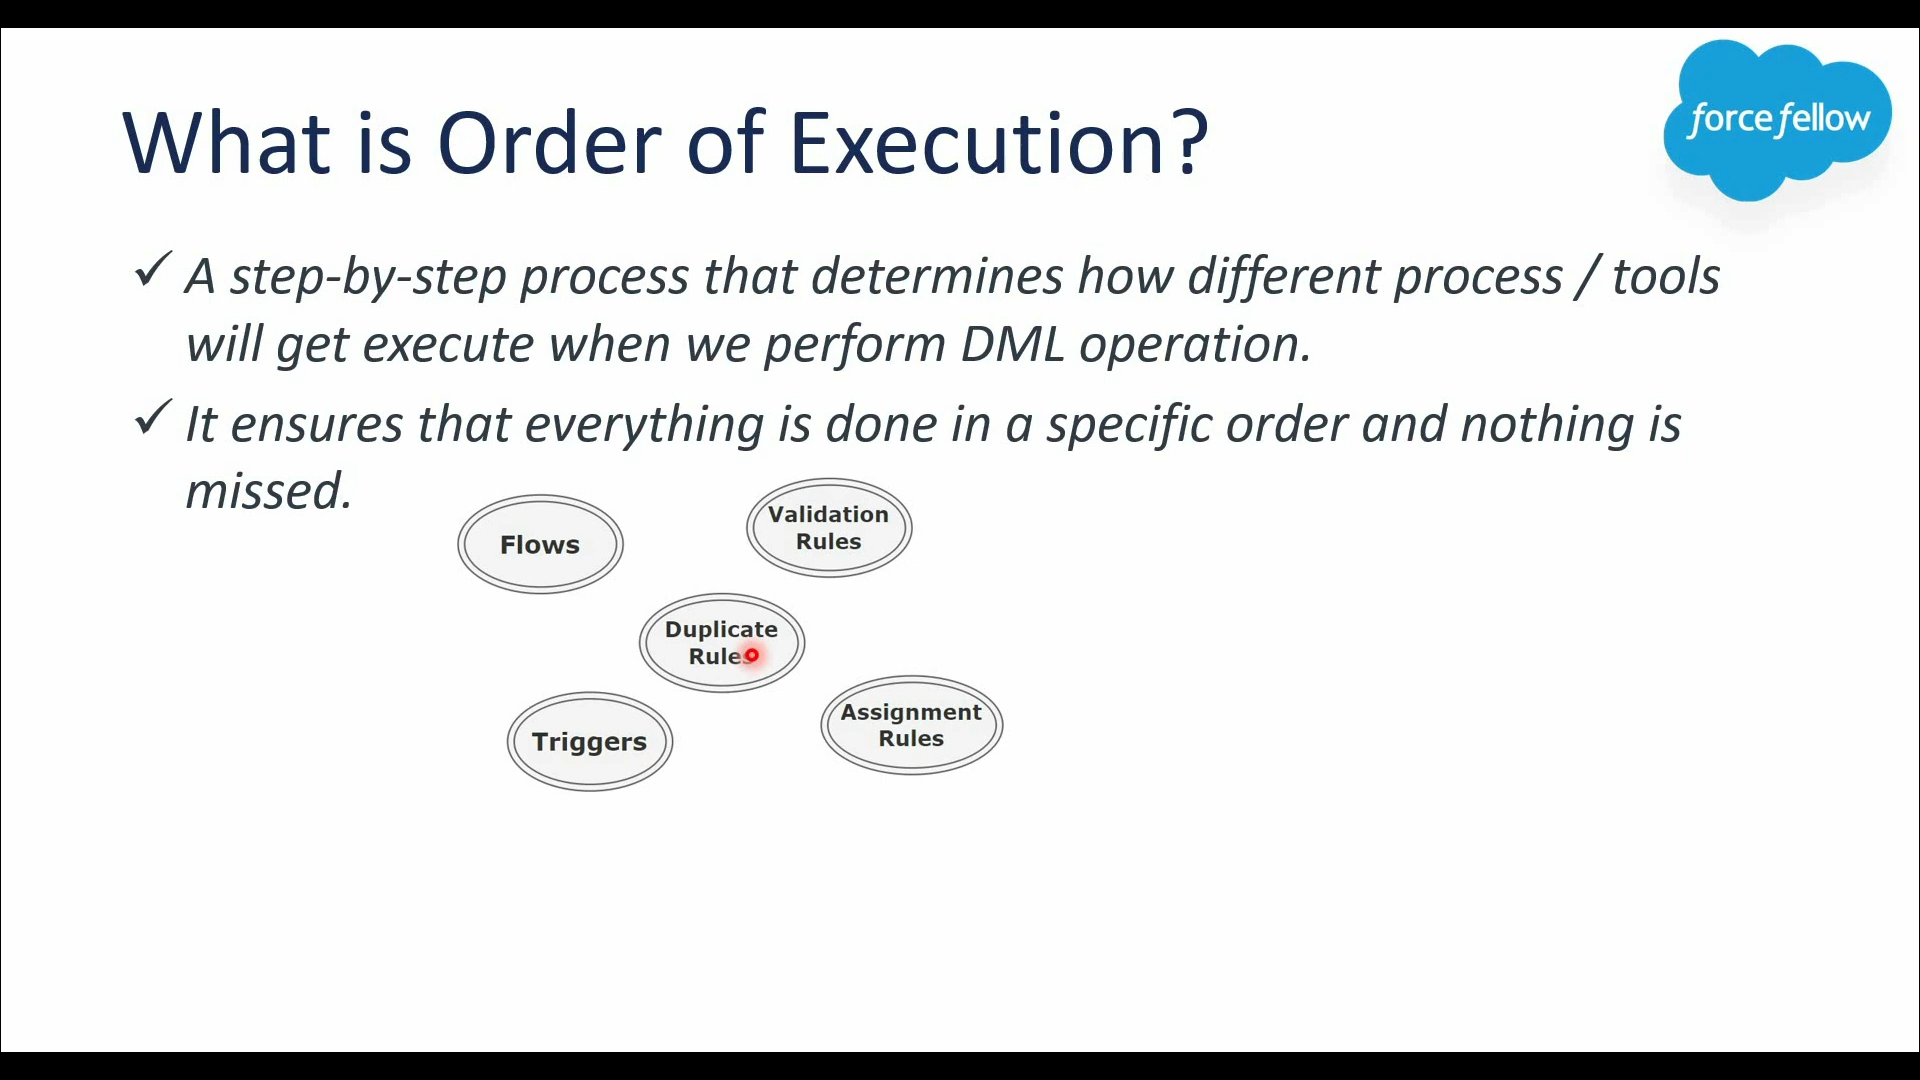 What is Order of Execution?
force fellow
✓ A step-by-step process that determines how different process / tools
will get execute when we perform DML operation.
✓ It ensures that everything is done in a specific order and nothing is
missed.
Flows
Validation
Rules
Duplicate
Rules
Triggers
Assignment
Rules